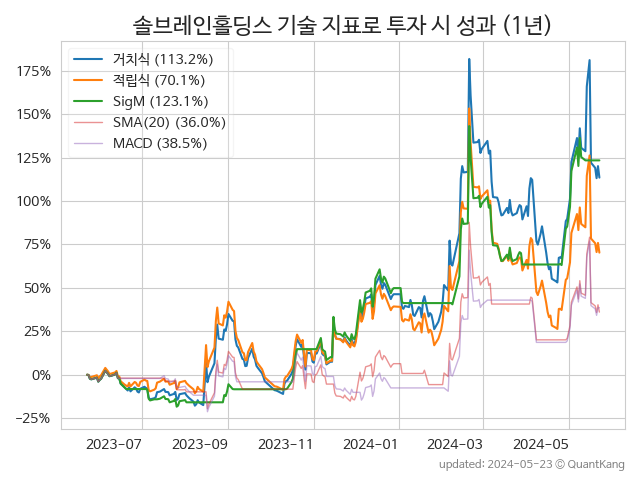 솔브레인홀딩스 기술 지표로 투자 시 성과 (1년)
거치식 (113.2%)
적립식 (70.1%)
SigM (123.1%)
SMA(20) (36.0%)
MACD (38.5%)
175%
150%
125%
100%
75%
50%
25%
0%
−25%
2023-07
2023-09
2023-11
2024-01
2024-03
2024-05
updated: 2024-05-23 © QuantKang